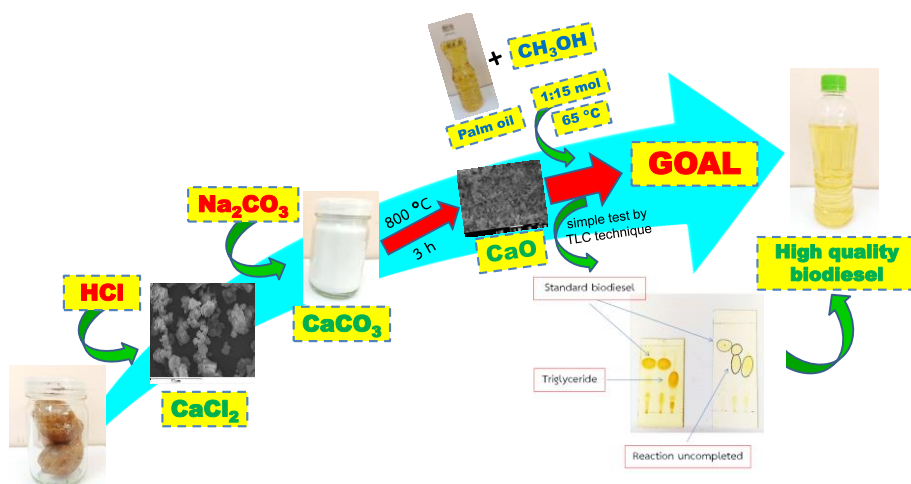 HCl
CaCl₂
Na₂CO₃
CaCO₃
800 °C
3 h
CaO
Palm oil
+
CH₃OH
1:15 mol
65 °C
GOAL
simple test by
TLC technique
Standard biodiesel
Triglyceride
Reaction uncompleted
High quality
biodiesel